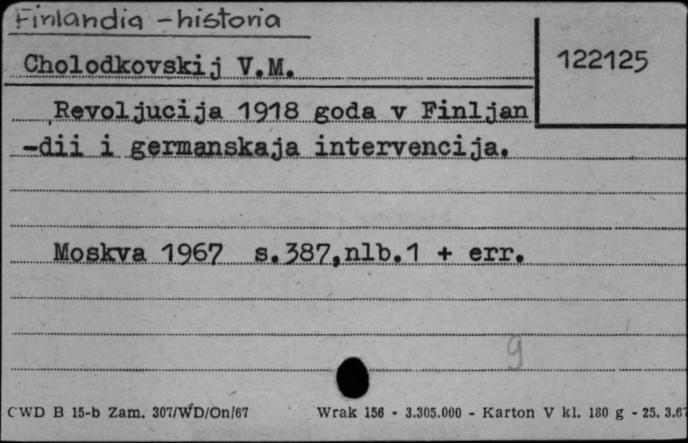 Finlandia - historia
Cholodkovskij V.M.
122125
Revoljucija 1918 goda v Finljan
-dii i germanskaja intervencija.
Moskva 1967 s.387,nlb.1 + err.
9
CWD B 15-b Zam. 307/WD/On/67 Wrak 156 - 3.305.000 - Karton V kl. 180 g - 25. 3.67